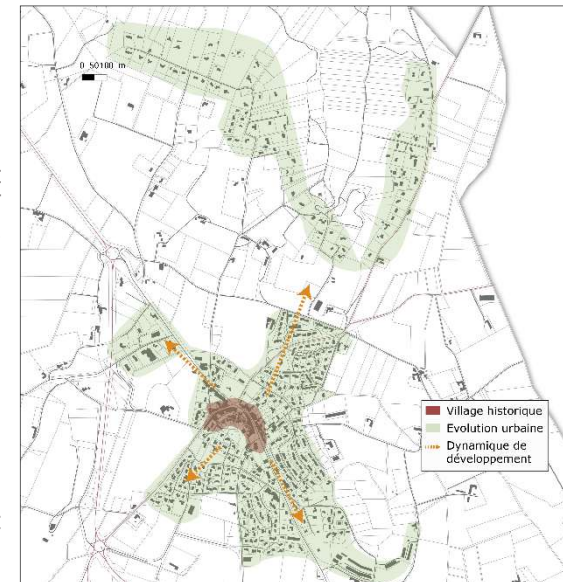 0 50100 m
Village historique
Evolution urbaine
Dynamique de
développement